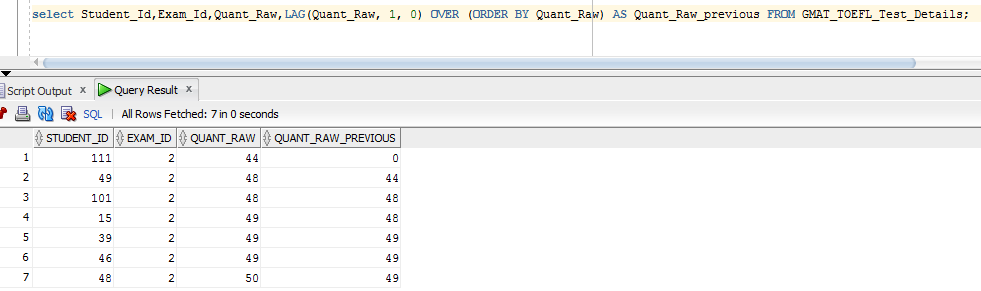 select Student_Id,Exam_Id,Quant_Raw,LAG(Quant_Raw, 1, 0) OVER (ORDER BY Quant_Raw) AS Quant_Raw_previous FROM GMAT_TOEFL_Test_Details;
Script Output x Query Result x
SQL | All Rows Fetched: 7 in 0 seconds
STUDENT_ID EXAM_ID QUANT_RAW QUANT_RAW_PREVIOUS
1 111 2 44 0
2 49 2 48 44
3 101 2 48 48
4 15 2 49 48
5 39 2 49 49
6 46 2 49 49
7 48 2 50 49